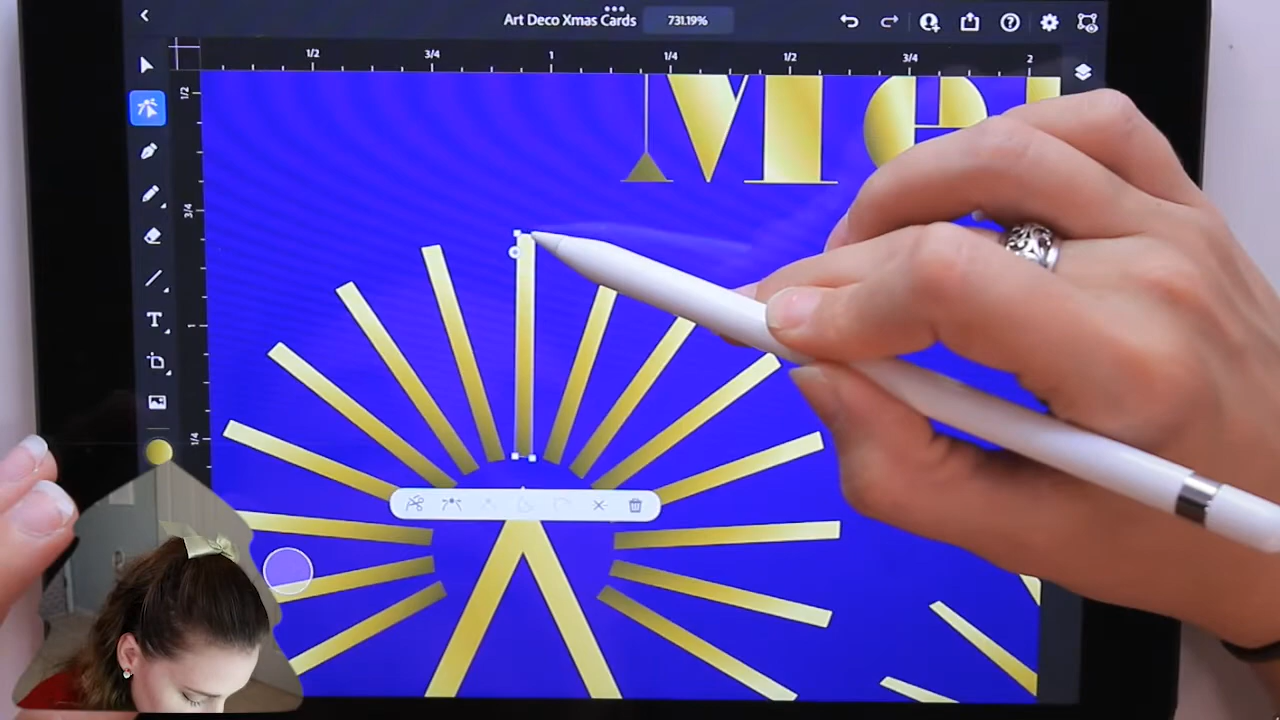 Art Deco Xmas Cards 731.19%
1/2 3/4 1 1/4 1/2 3/4 2
1/2
Me
3/4
1
1/4
T